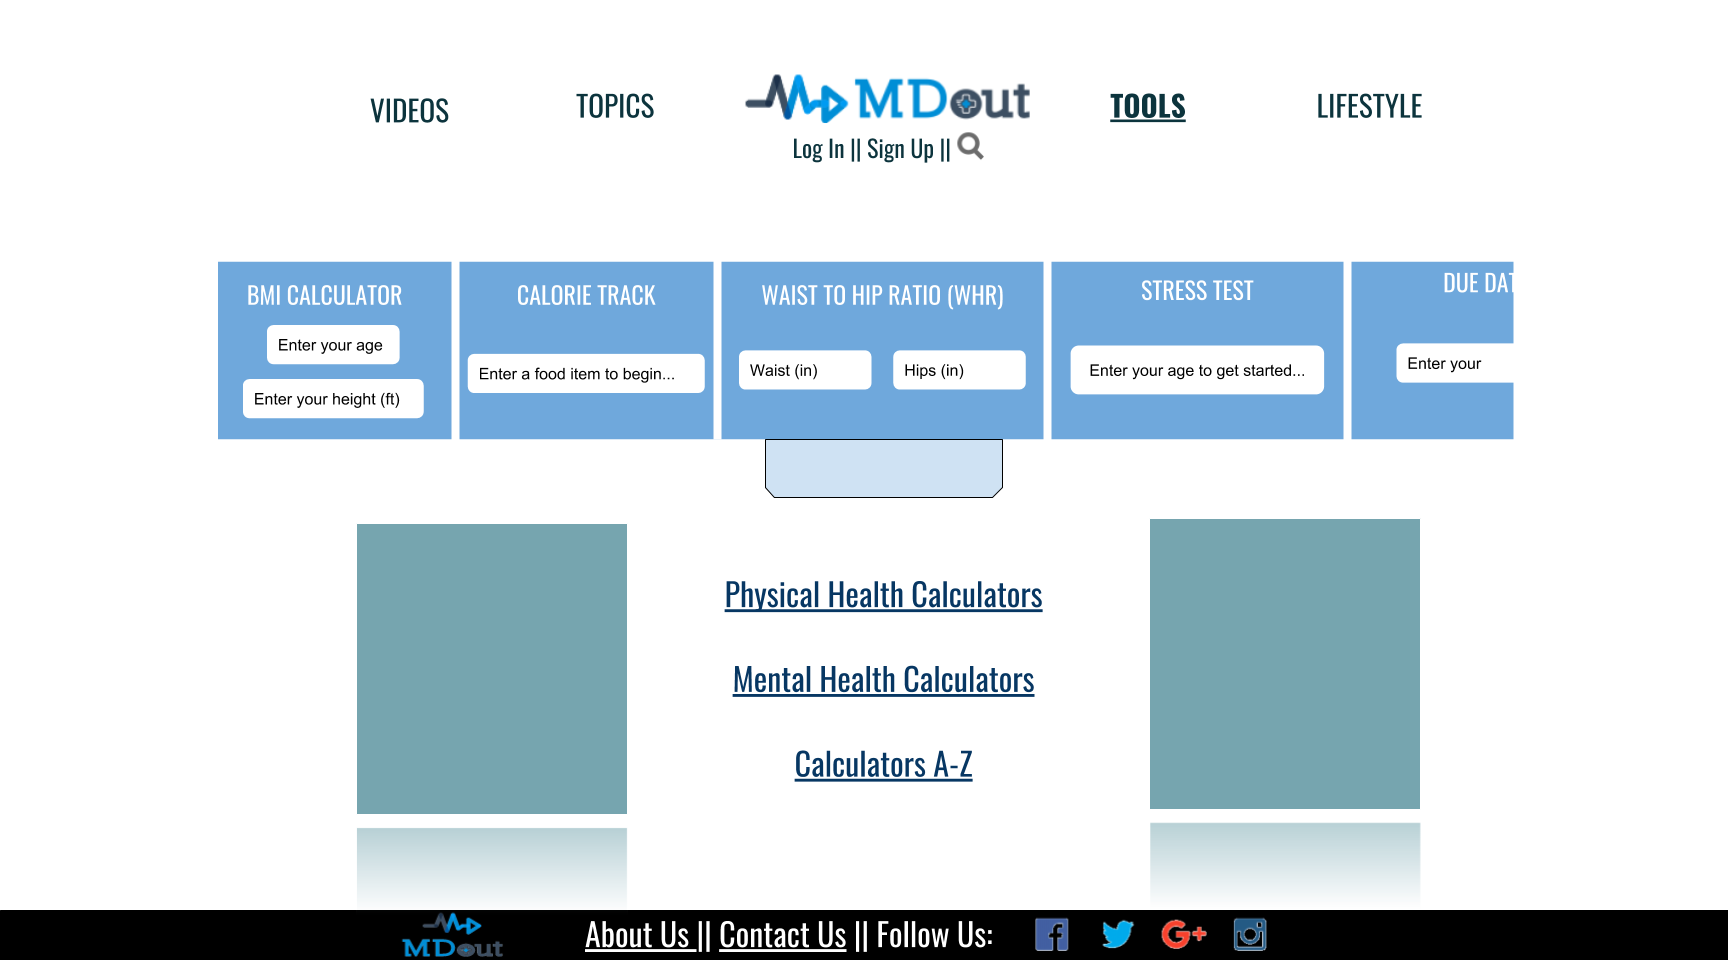 VIDEOS
TOPICS
MDout
TOOLS
LIFESTYLE
Log In || Sign Up ||
BMI CALCULATOR
Enter your age
Enter your height (ft)
CALORIE TRACK
Enter a food item to begin...
WAIST TO HIP RATIO (WHR)
Waist (in)
Hips (in)
STRESS TEST
Enter your age to get started...
DUE DAT
Enter your
Physical Health Calculators
Mental Health Calculators
Calculators A-Z
MDout
About Us || Contact Us || Follow Us: